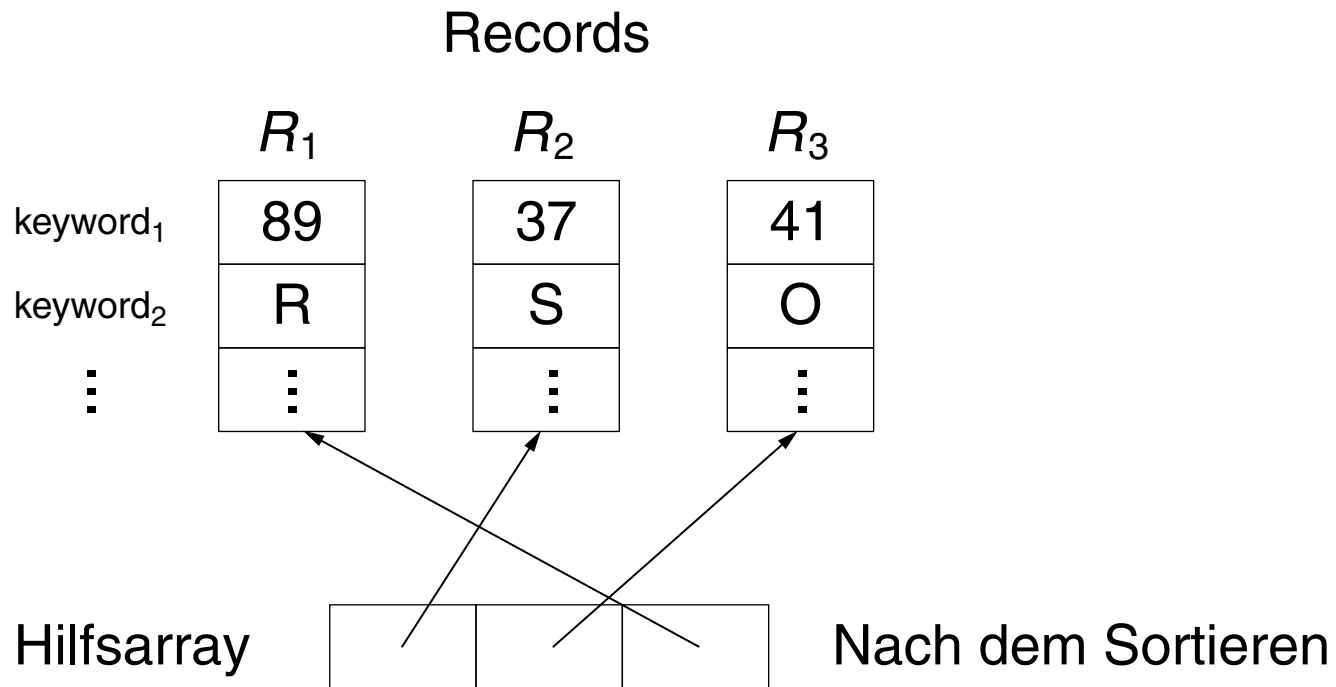 Records
R₁ R₂ R₃
keyword₁ 89 37 41
keyword₂ R S O
⋮ ⋮ ⋮ ⋮
Hilfsarray Nach dem Sortieren